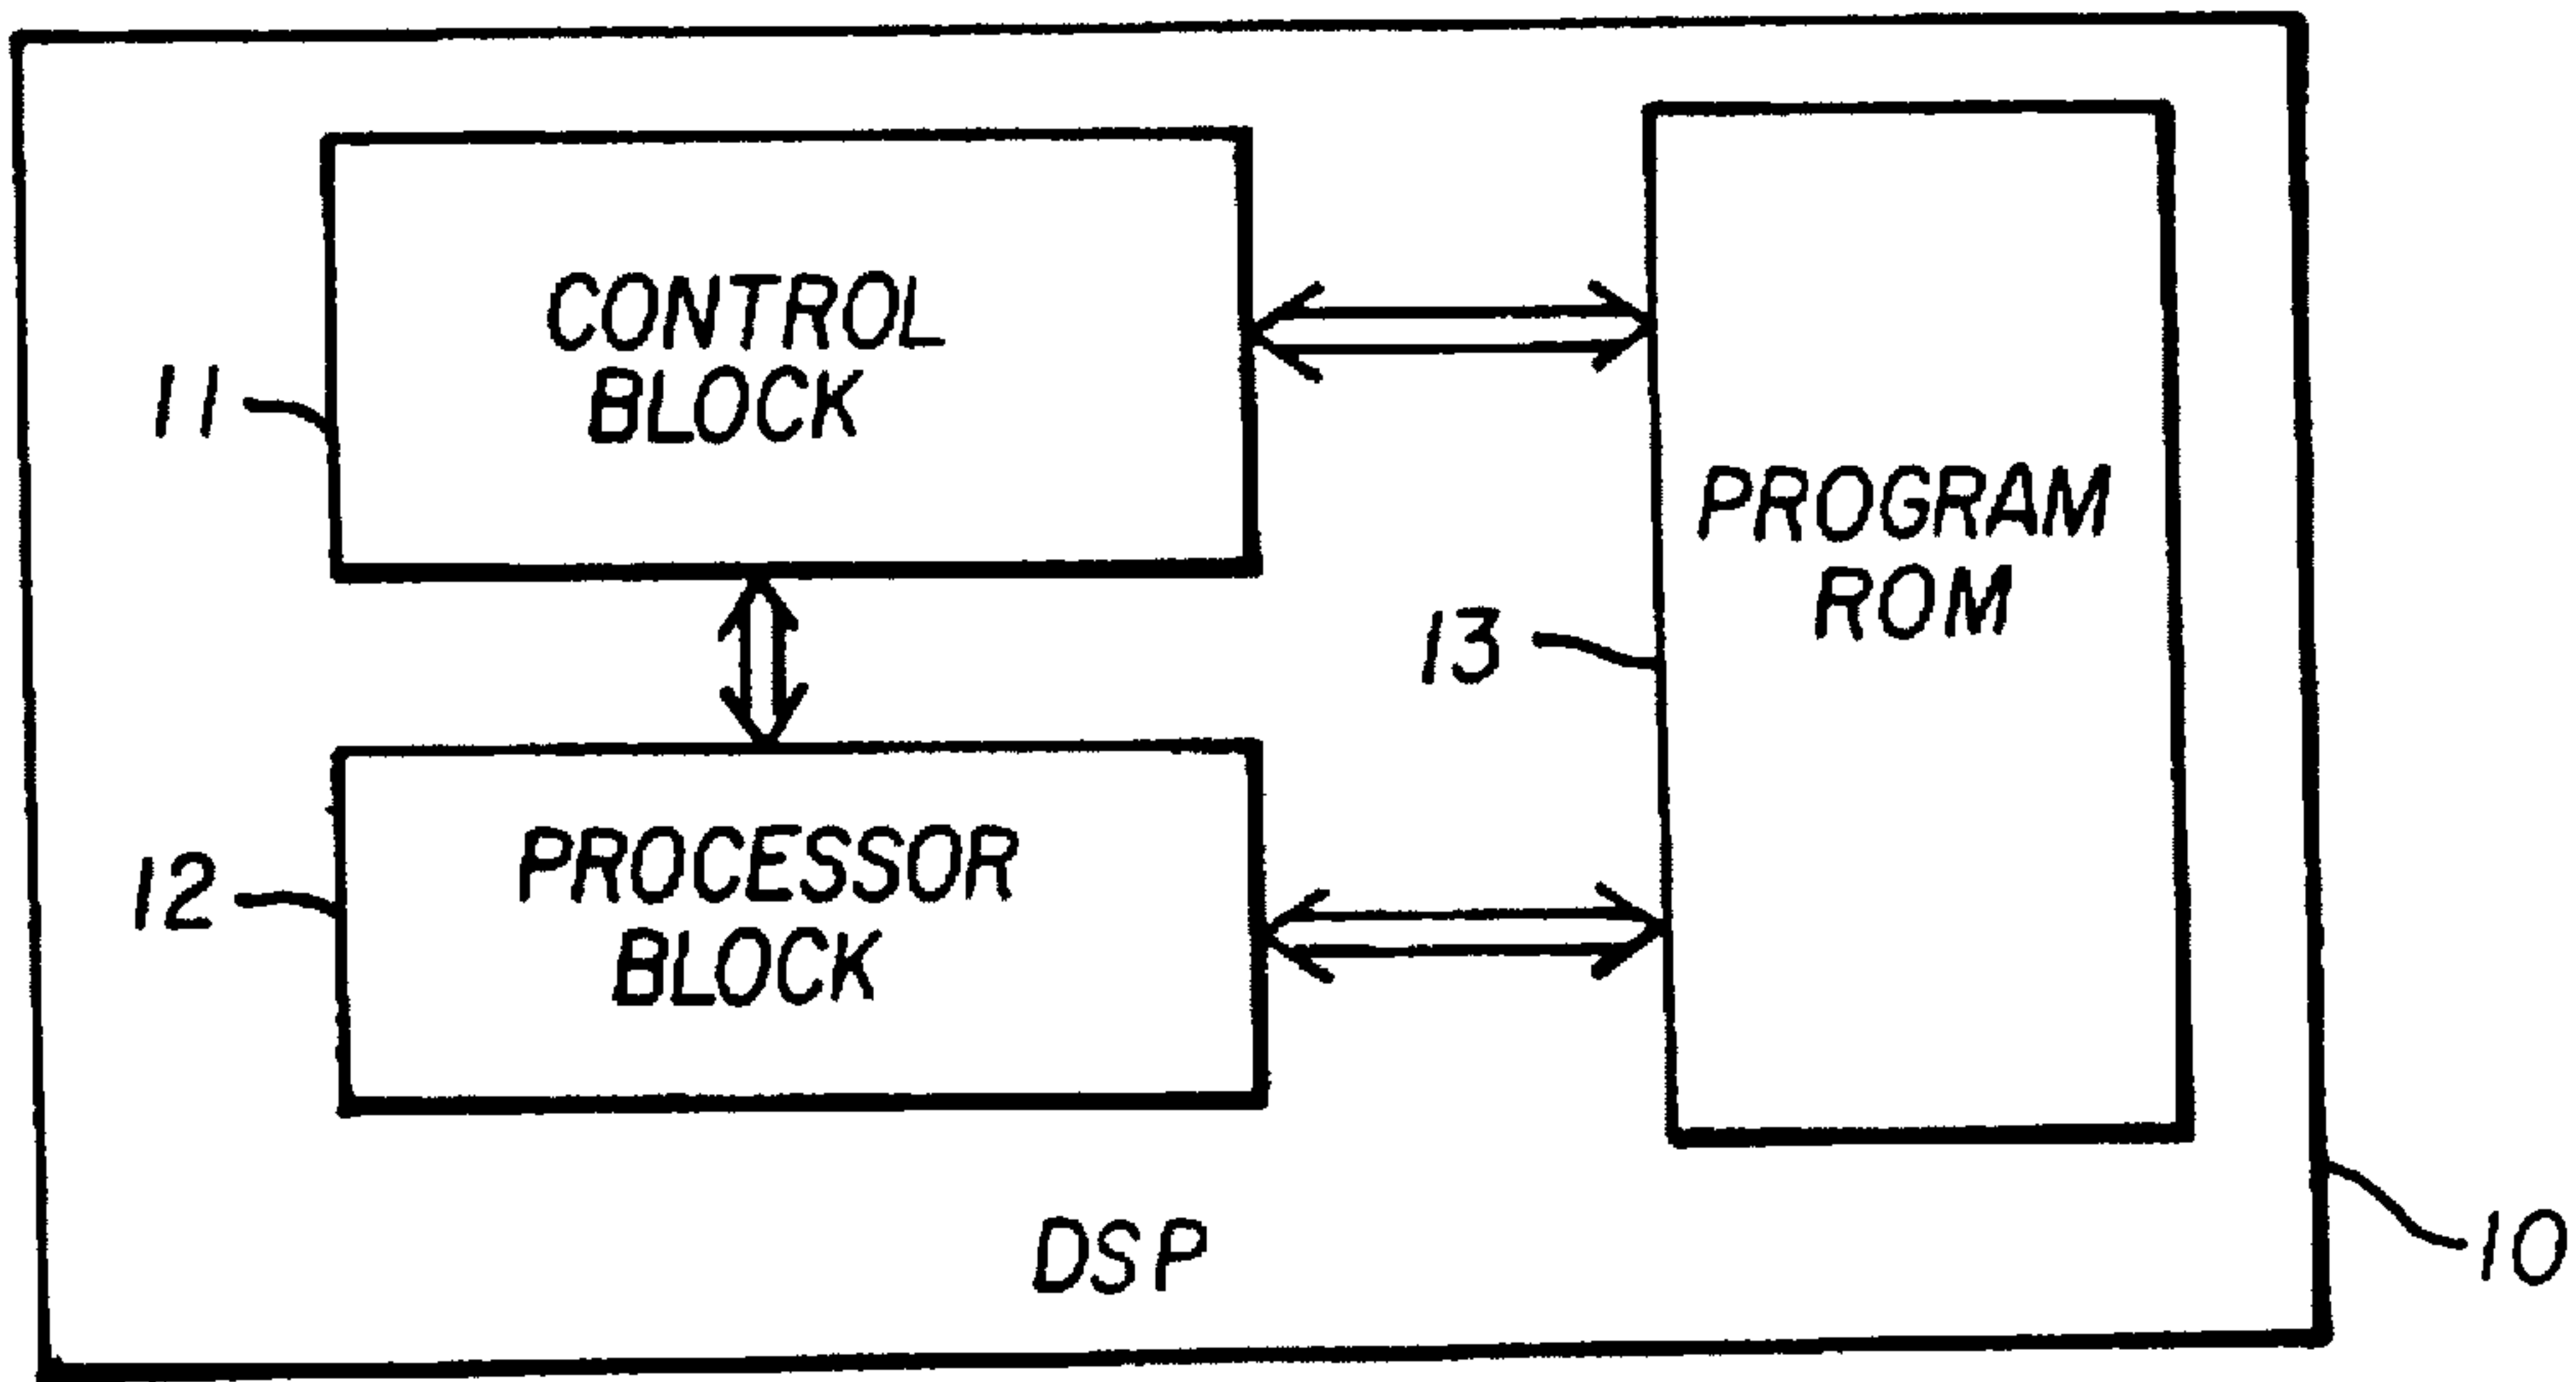 CONTROL
BLOCK
11
PROGRAM
ROM
13
PROCESSOR
BLOCK
12
DSP
10